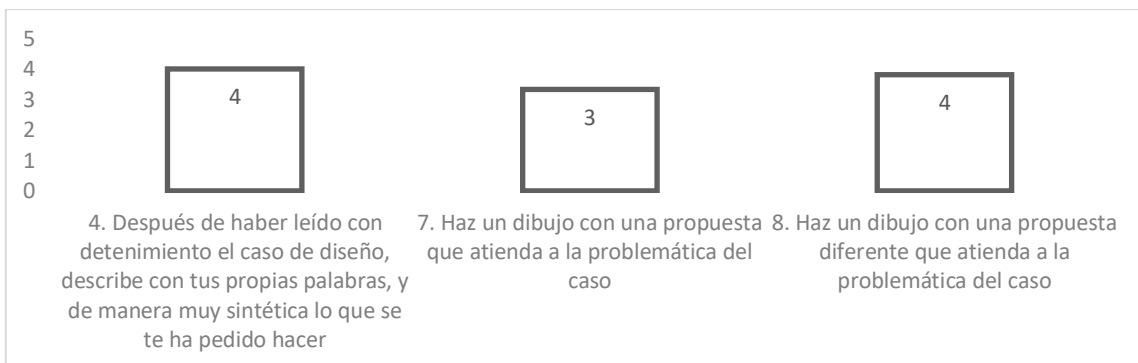 5
4
3
2
1
0
4
3
4
4. Después de haber leído con
detenimiento el caso de diseño,
describe con tus propias palabras, y
de manera muy sintética lo que se
te ha pedido hacer
7. Haz un dibujo con una propuesta
que atienda a la problemática del
caso
8. Haz un dibujo con una propuesta
diferente que atienda a la
problemática del caso